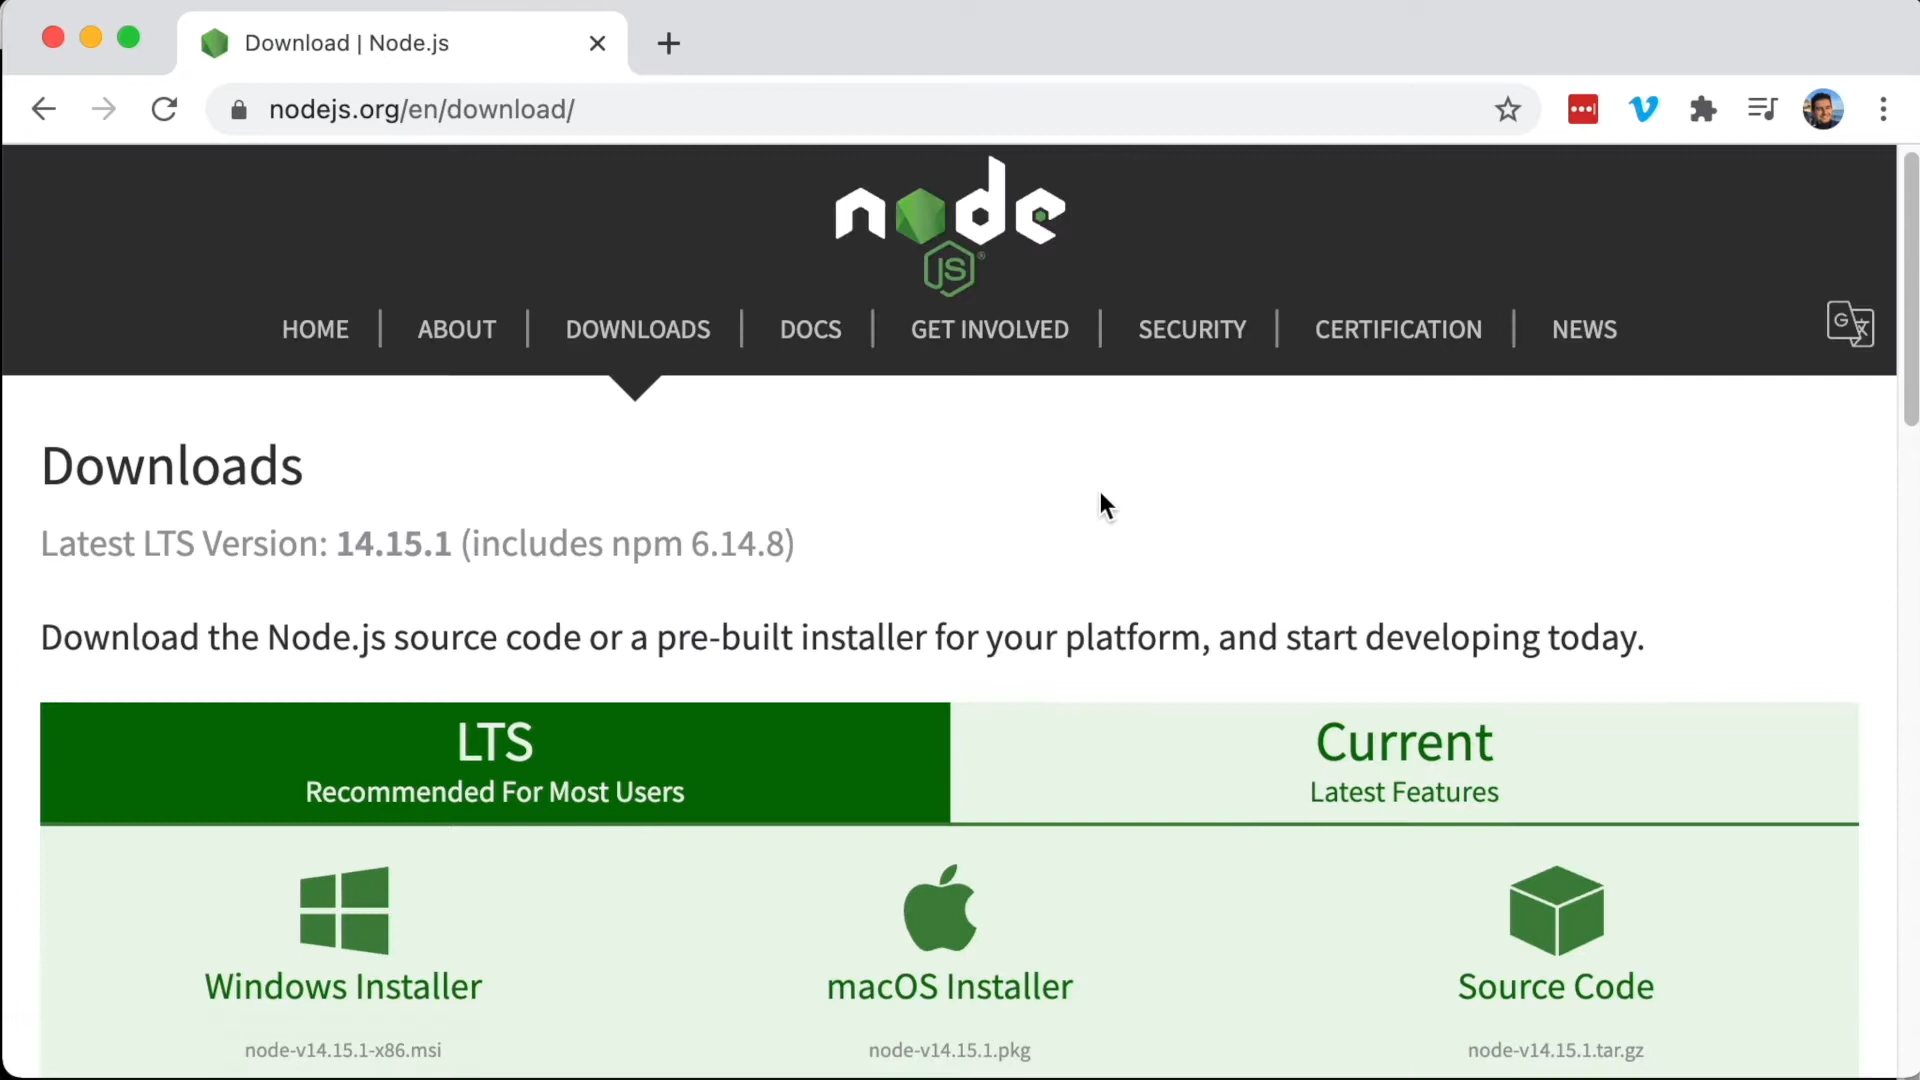 Download | Node.js
nodejs.org/en/download/
node
JS
HOME | ABOUT | DOWNLOADS | DOCS | GET INVOLVED | SECURITY | CERTIFICATION | NEWS
Downloads
Latest LTS Version: 14.15.1 (includes npm 6.14.8)
Download the Node.js source code or a pre-built installer for your platform, and start developing today.
LTS
Recommended For Most Users
Current
Latest Features
Windows Installer
node-v14.15.1-x86.msi
macOS Installer
node-v14.15.1.pkg
Source Code
node-v14.15.1.tar.gz